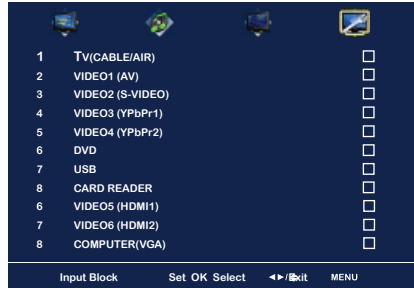 1 TV(CABLE/AIR)
2 VIDEO1 (AV)
3 VIDEO2 (S-VIDEO)
4 VIDEO3 (YPbPr1)
5 VIDEO4 (YPbPr2)
6 DVD
7 USB
8 CARD READER
6 VIDEO5 (HDMI1)
7 VIDEO6 (HDMI2)
8 COMPUTER(VGA)
Input Block Set OK Select ◄►/Exit MENU